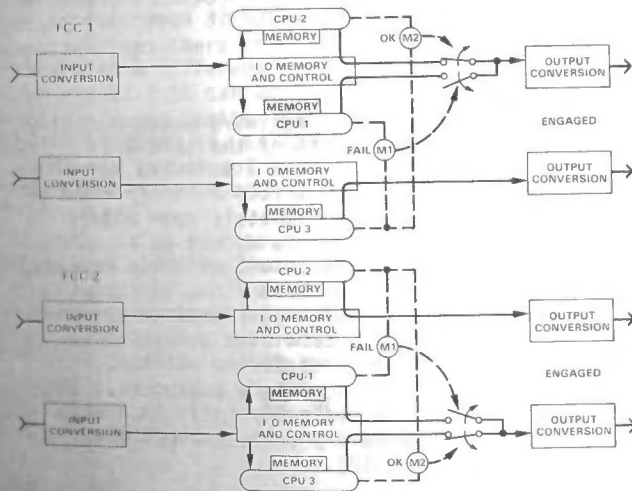 FCC 1
CPU-2
MEMORY
OK M2
INPUT
CONVERSION
I O MEMORY
AND CONTROL
OUTPUT
CONVERSION
MEMORY
CPU 1
ENGAGED
FAIL M1
INPUT
CONVERSION
I O MEMORY
AND CONTROL
OUTPUT
CONVERSION
MEMORY
CPU 3
FCC 2
CPU-2
MEMORY
INPUT
CONVERSION
I O MEMORY
AND CONTROL
OUTPUT
CONVERSION
FAIL M1
CPU-1
ENGAGED
MEMORY
INPUT
CONVERSION
I O MEMORY
AND CONTROL
OUTPUT
CONVERSION
MEMORY
OK M2
CPU 3